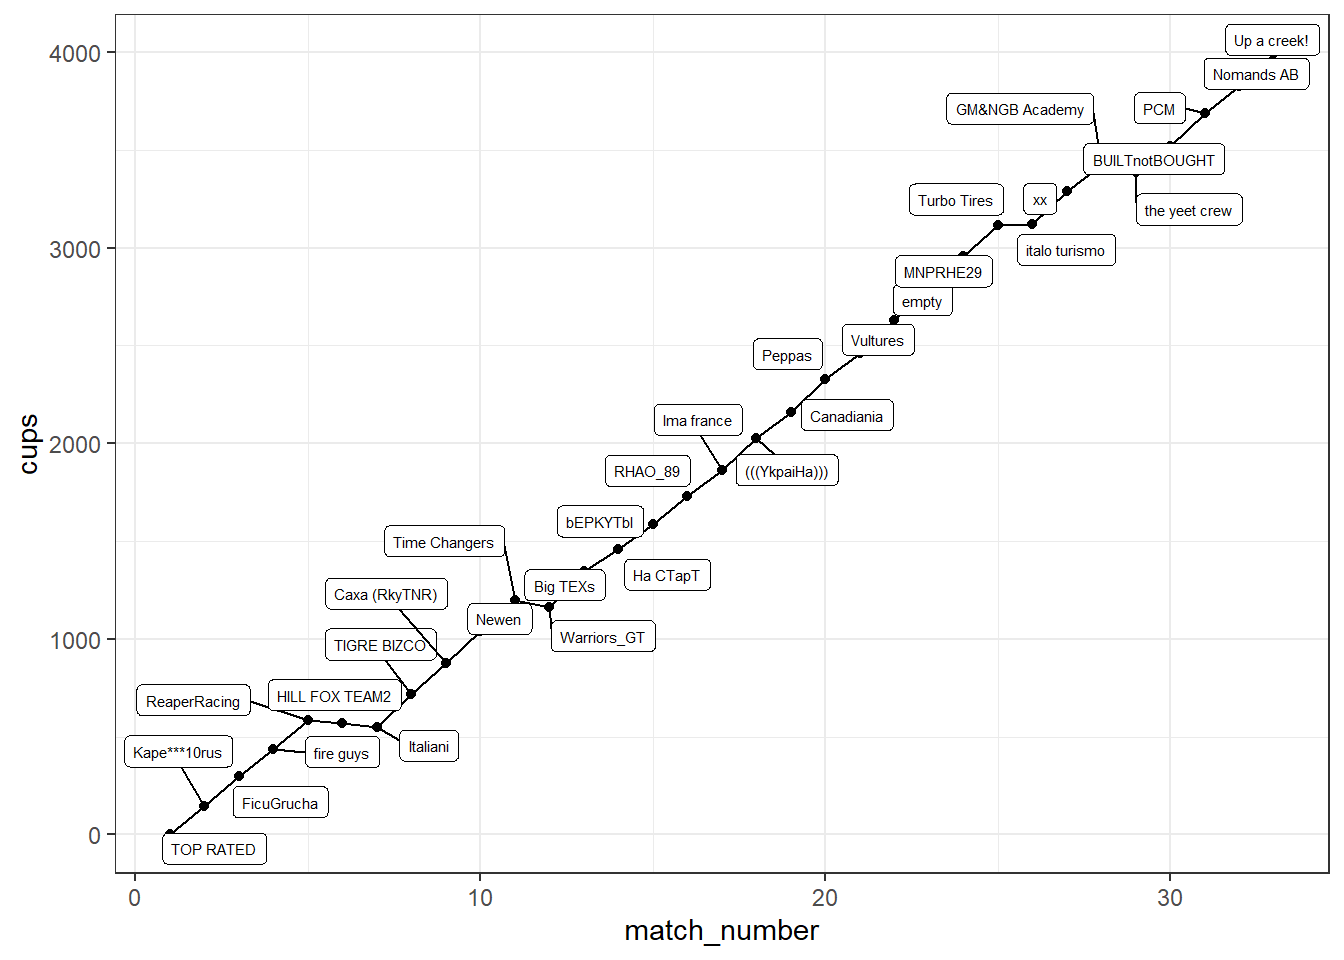 Up a creek!
4000
Nomands AB
GM&NGB Academy
PCM
BUILTnotBOUGHT
Turbo Tires
xx
the yeet crew
3000
italo turismo
MNPRHE29
empty
Vultures
Peppas
Ima france
Canadiania
2000
cups
RHAO_89
(((YkpaiHa)))
bEPKYTbI
Time Changers
Ha CTapT
Big TEXs
Caxa (RkyTNR)
Newen
1000
Warriors_GT
TIGRE BIZCO
ReaperRacing
HILL FOX TEAM2
Kape***10rus
fire guys
Italiani
FicuGrucha
0
TOP RATED
0 10 20 30
match_number